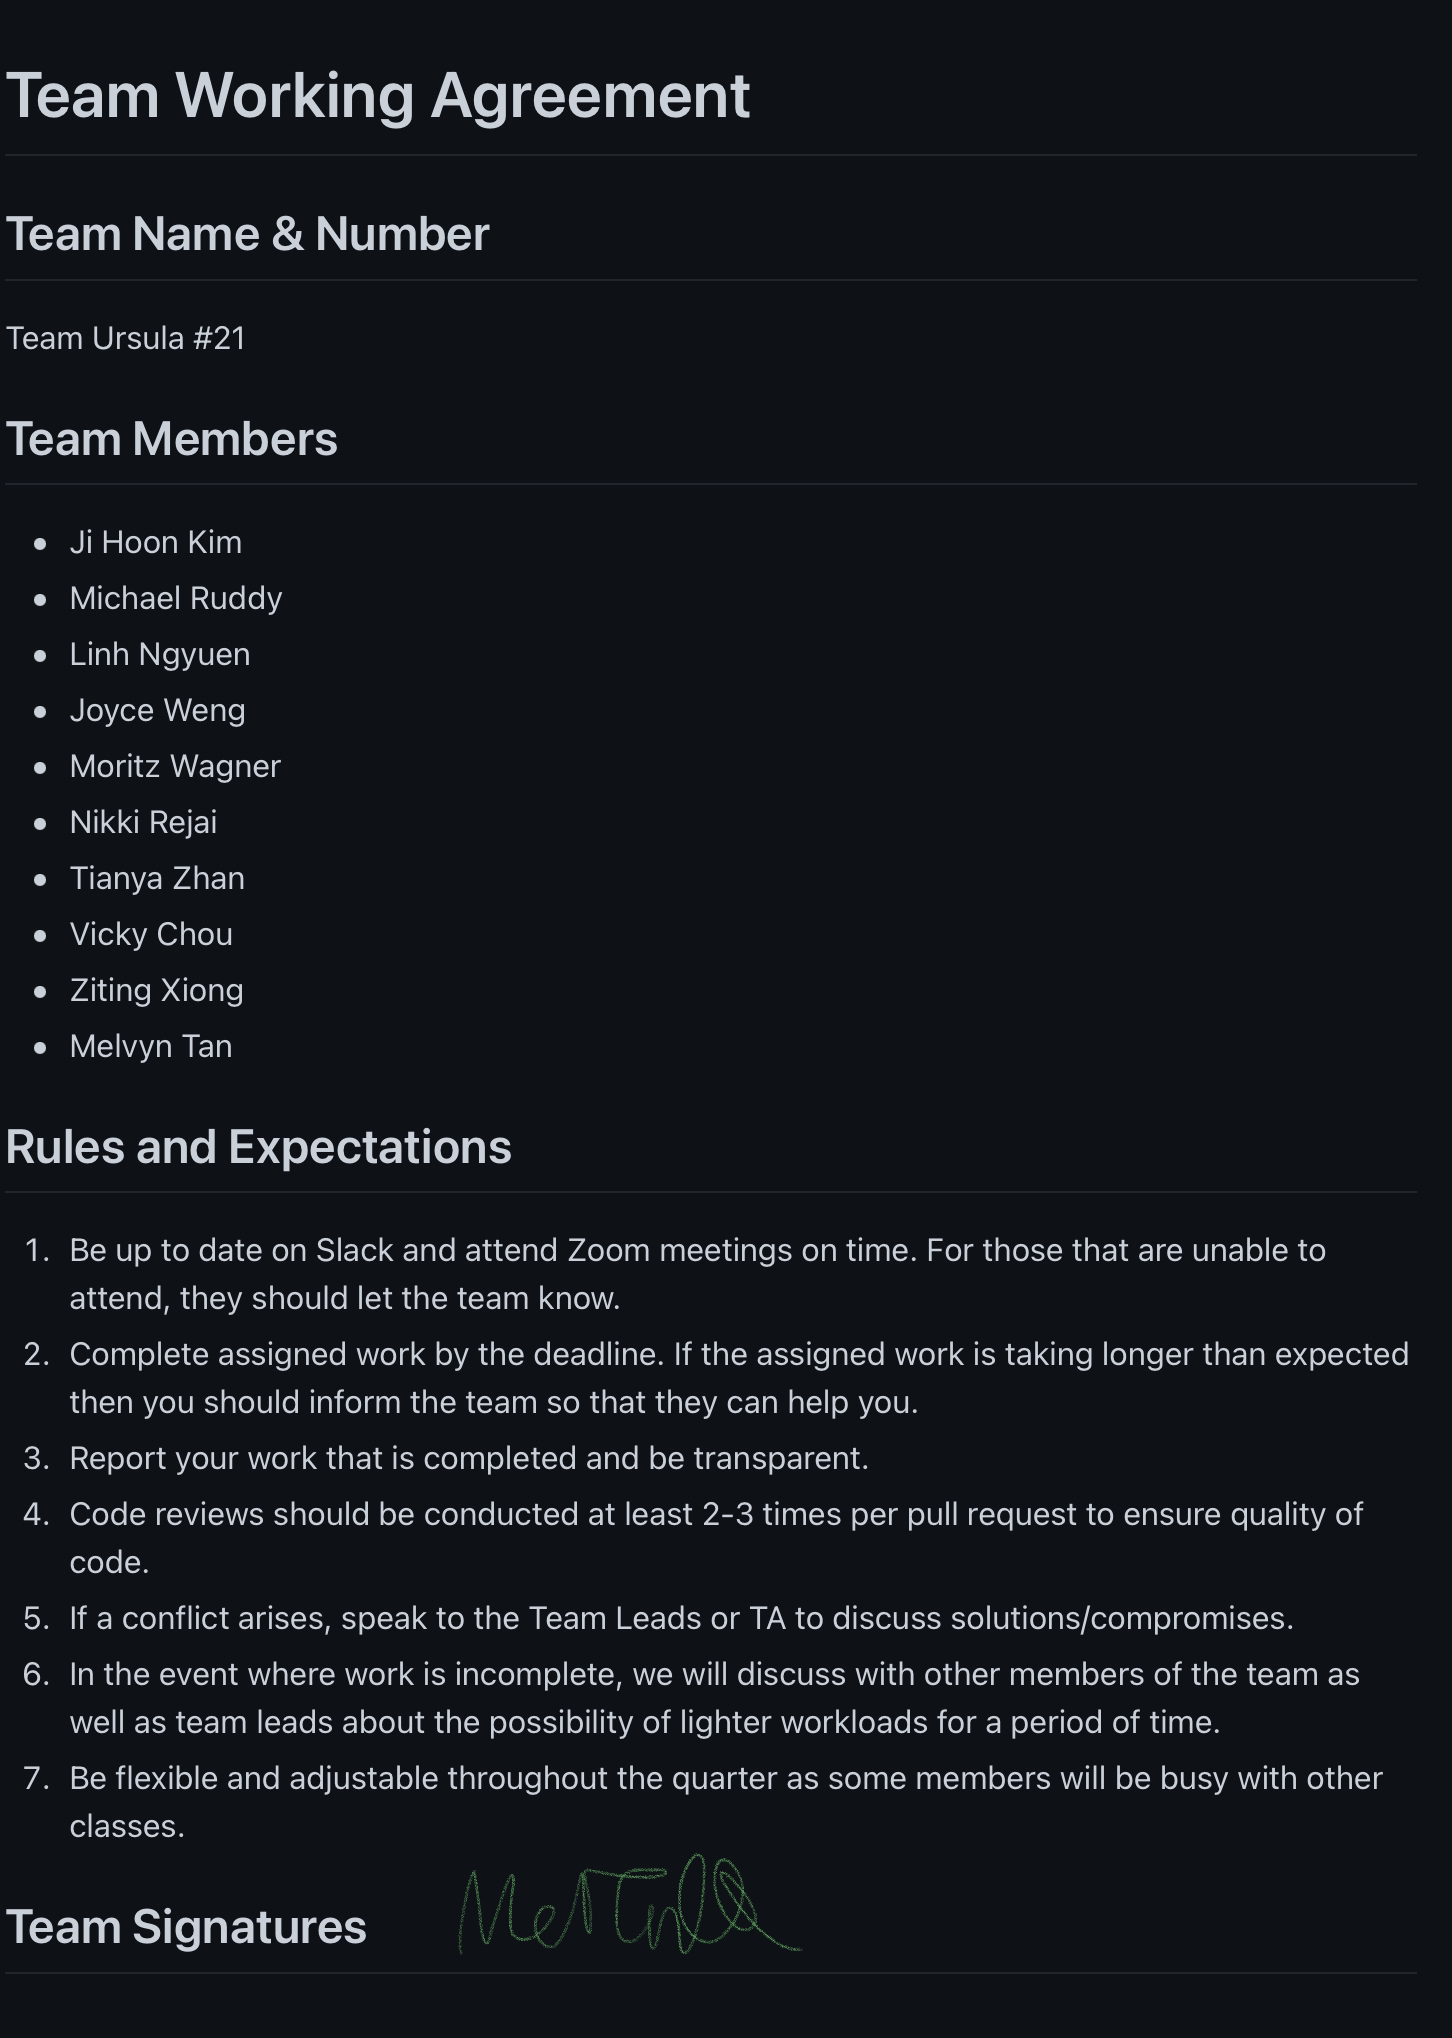 Team Working Agreement
Team Name & Number
Team Ursula #21
Team Members
• Ji Hoon Kim
• Michael Ruddy
• Linh Ngyuen
• Joyce Weng
• Moritz Wagner
• Nikki Rejai
• Tianya Zhan
• Vicky Chou
• Ziting Xiong
• Melvyn Tan
Rules and Expectations
1. Be up to date on Slack and attend Zoom meetings on time. For those that are unable to
attend, they should let the team know.
2. Complete assigned work by the deadline. If the assigned work is taking longer than expected
then you should inform the team so that they can help you.
3. Report your work that is completed and be transparent.
4. Code reviews should be conducted at least 2-3 times per pull request to ensure quality of
code.
5. If a conflict arises, speak to the Team Leads or TA to discuss solutions/compromises.
6. In the event where work is incomplete, we will discuss with other members of the team as
well as team leads about the possibility of lighter workloads for a period of time.
7. Be flexible and adjustable throughout the quarter as some members will be busy with other
classes.
Team Signatures